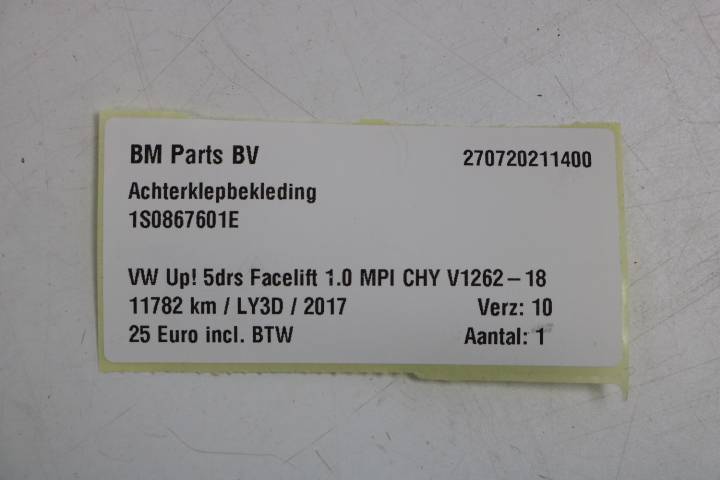 BM Parts BV 270720211400
Achterklepbekleding
1S0867601E
VW Up! 5drs Facelift 1.0 MPI CHY V1262-18
11782 km / LY3D / 2017 Verz: 10
25 Euro incl. BTW Aantal: 1